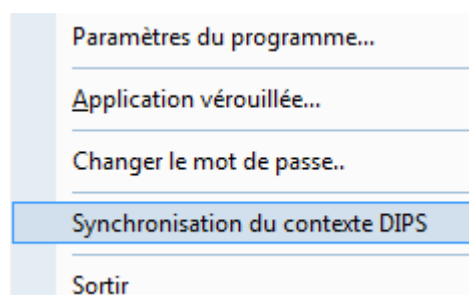 Paramètres du programme...
Application vérouillée...
Changer le mot de passe..
Synchronisation du contexte DIPS
Sortir